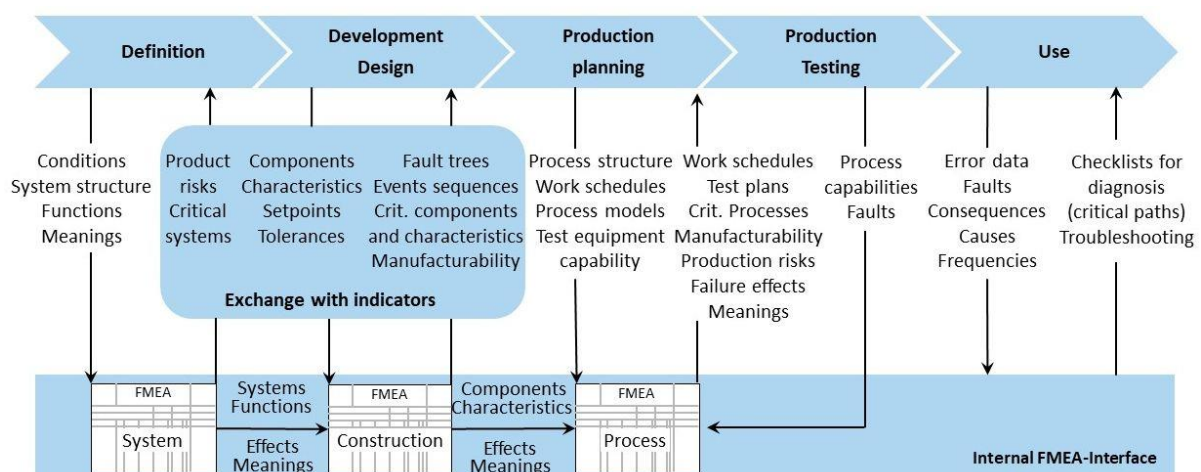 Definition
Development
Design
Production
planning
Production
Testing
Use
Conditions
System structure
Functions
Meanings
Product
risks
Critical
systems
Components
Characteristics
Setpoints
Tolerances
Fault trees
Events sequences
Crit. components
and characteristics
Manufacturability
Exchange with indicators
Process structure
Work schedules
Process models
Test equipment
capability
Work schedules
Test plans
Crit. Processes
Manufacturability
Production risks
Failure effects
Meanings
Process
capabilities
Faults
Error data
Faults
Consequences
Causes
Frequencies
Checklists for
diagnosis
(critical paths)
Troubleshooting
FMEA
System
Systems
Functions
Effects
Meanings
FMEA
Construction
Components
Characteristics
Effects
Meanings
FMEA
Process
Internal FMEA-Interface